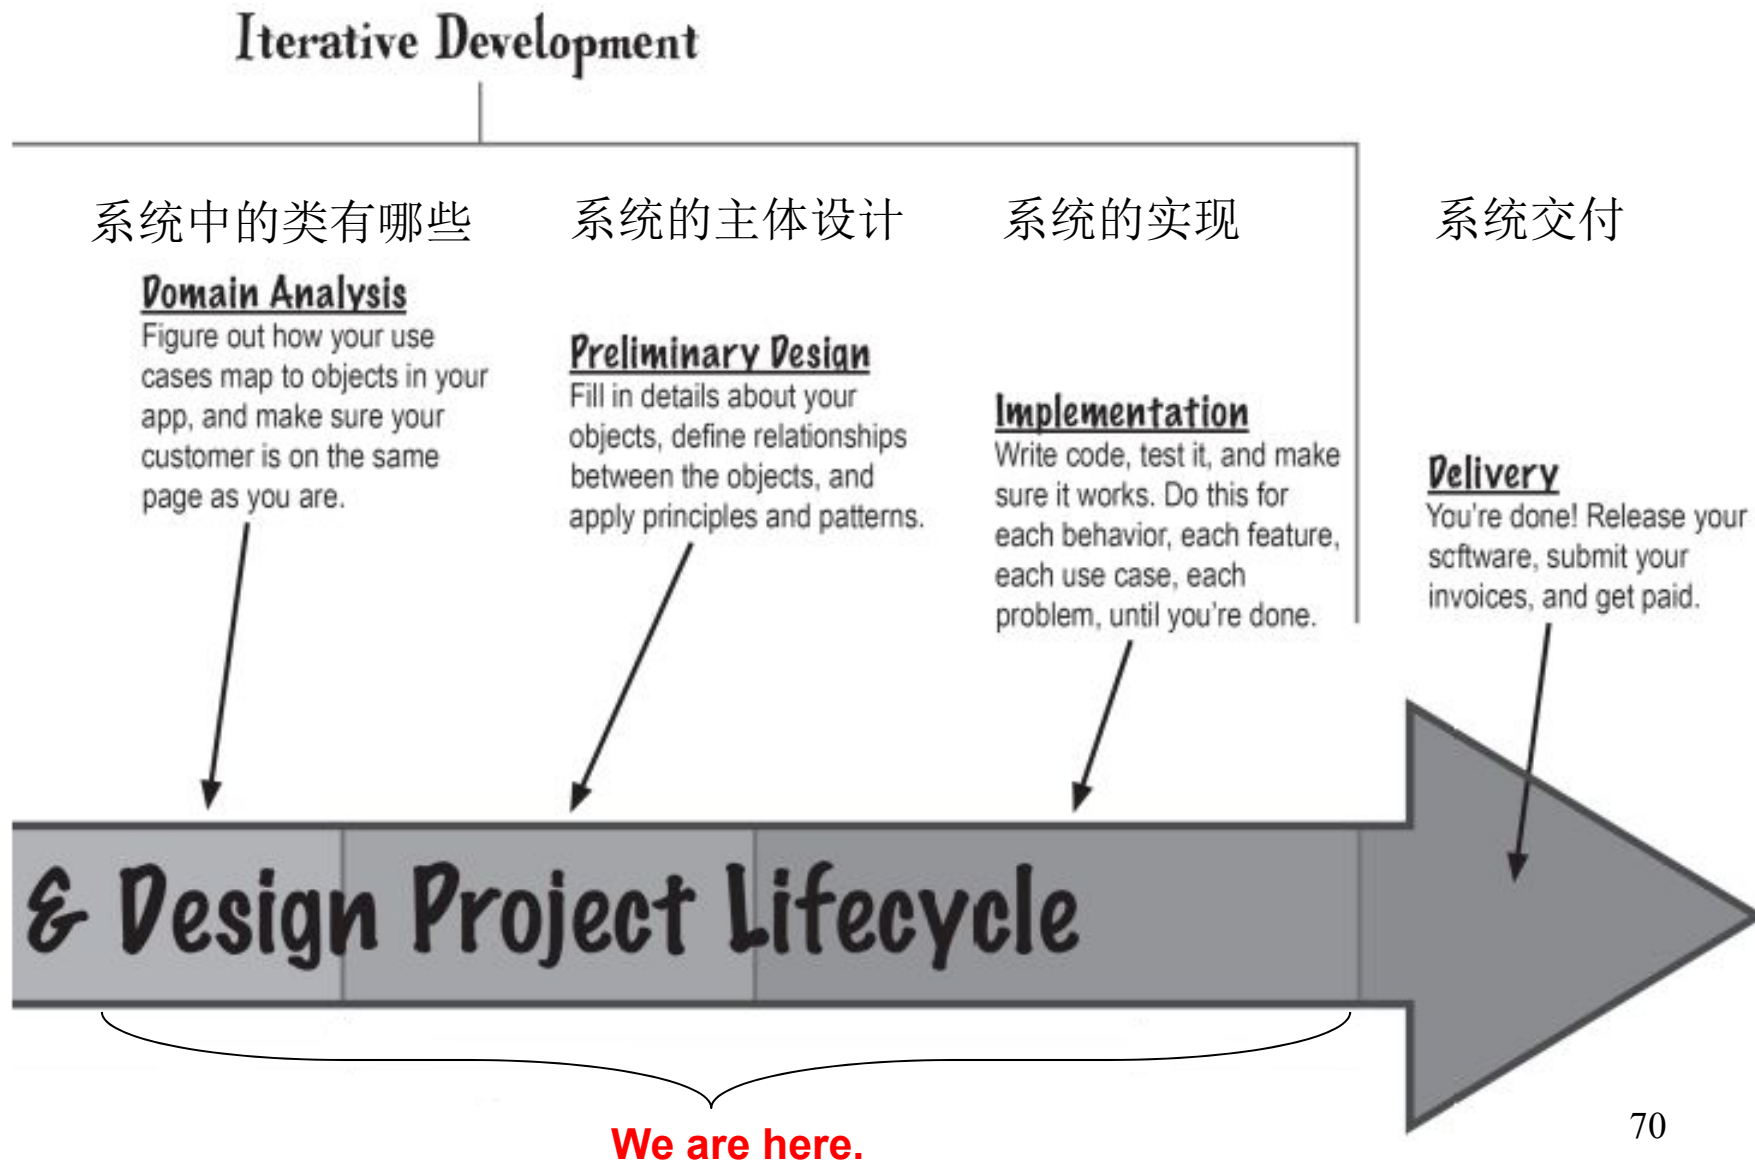 Iterative Development
系统中的类有哪些
Domain Analysis
Figure out how your use
cases map to objects in your
app, and make sure your
customer is on the same
page as you are.
系统的主体设计
Preliminary Design
Fill in details about your
objects, define relationships
between the objects, and
apply principles and patterns.
系统的实现
Implementation
Write code, test it, and make
sure it works. Do this for
each behavior, each feature,
each use case, each
problem, until you're done.
系统交付
Delivery
You're done! Release your
software, submit your
invoices, and get paid.
& Design Project Lifecycle
We are here.
70